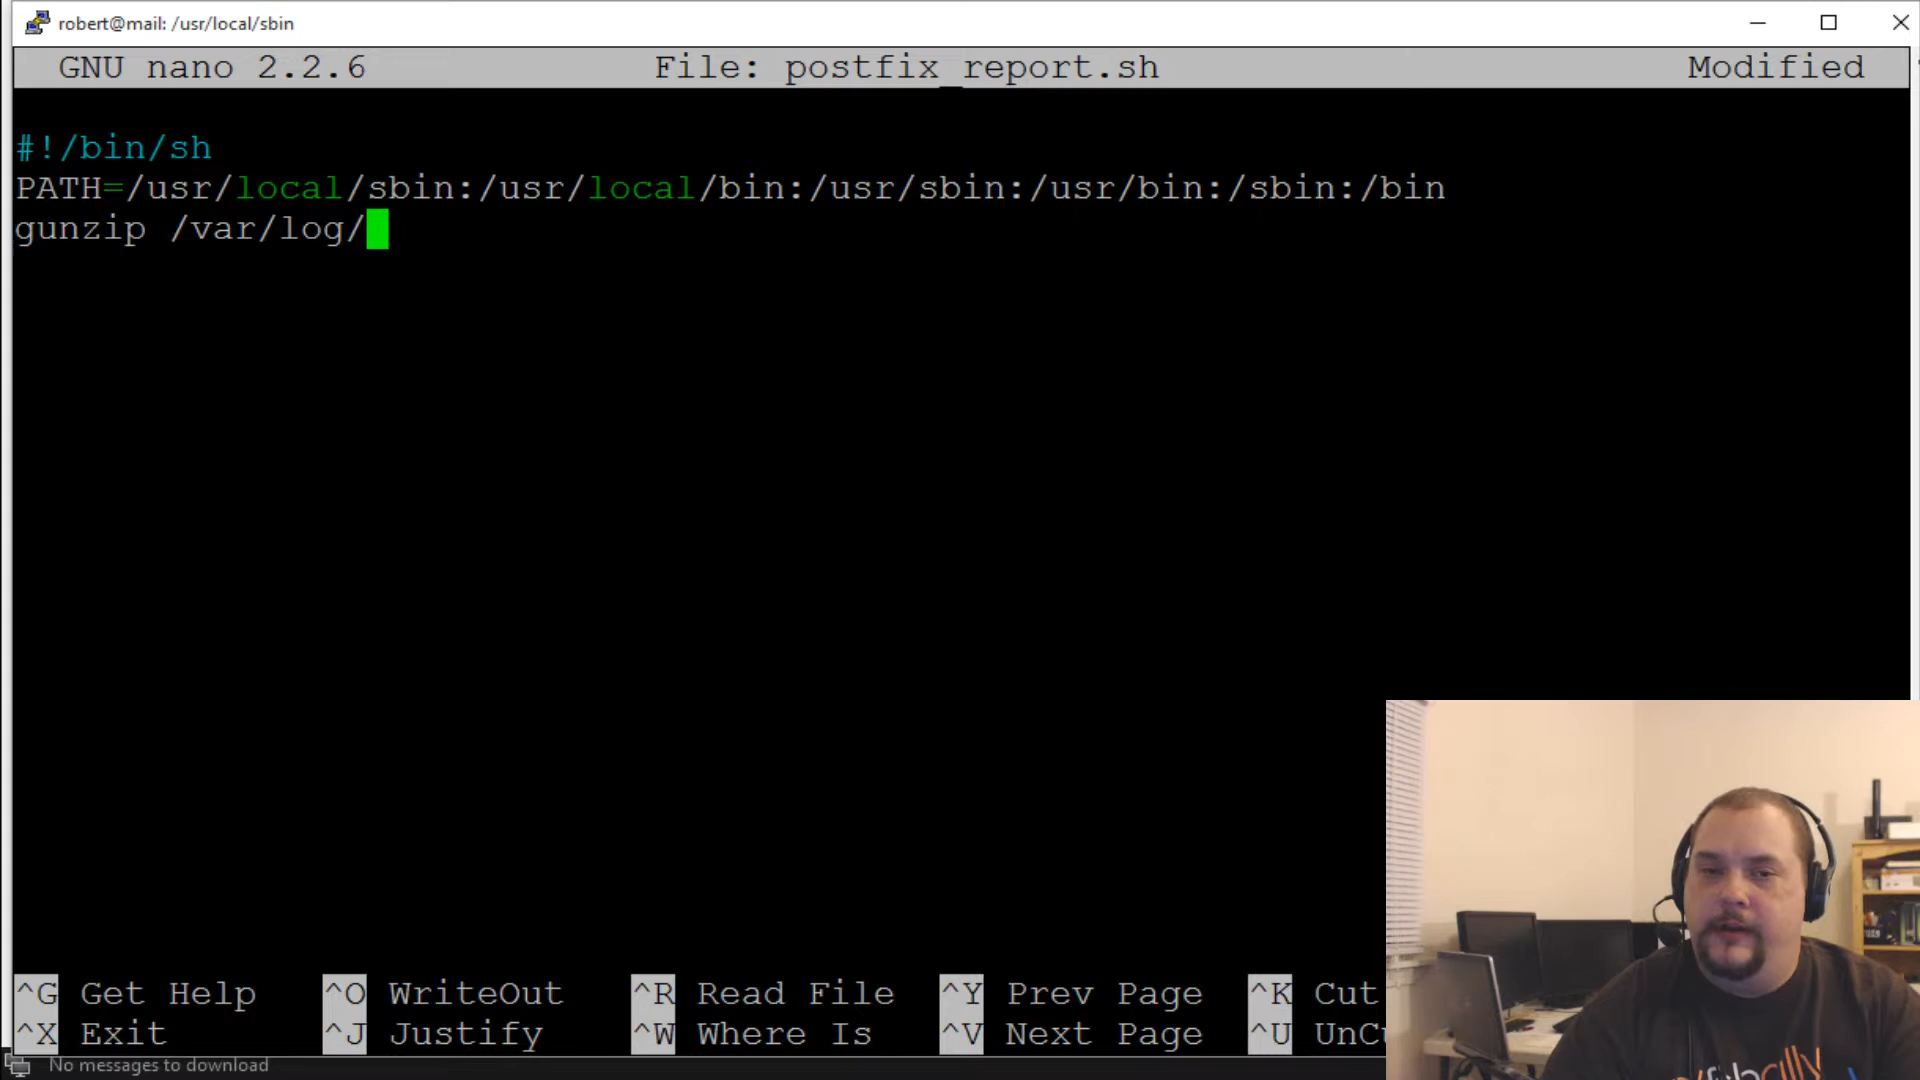 robert@mail: /usr/local/sbin
GNU nano 2.2.6 File: postfix_report.sh Modified
#!/bin/sh
PATH=/usr/local/sbin:/usr/local/bin:/usr/sbin:/usr/bin:/sbin:/bin
gunzip /var/log/
^G Get Help ^O WriteOut ^R Read File ^Y Prev Page ^K Cut
^X Exit ^J Justify ^W Where Is ^V Next Page ^U
No messages to download